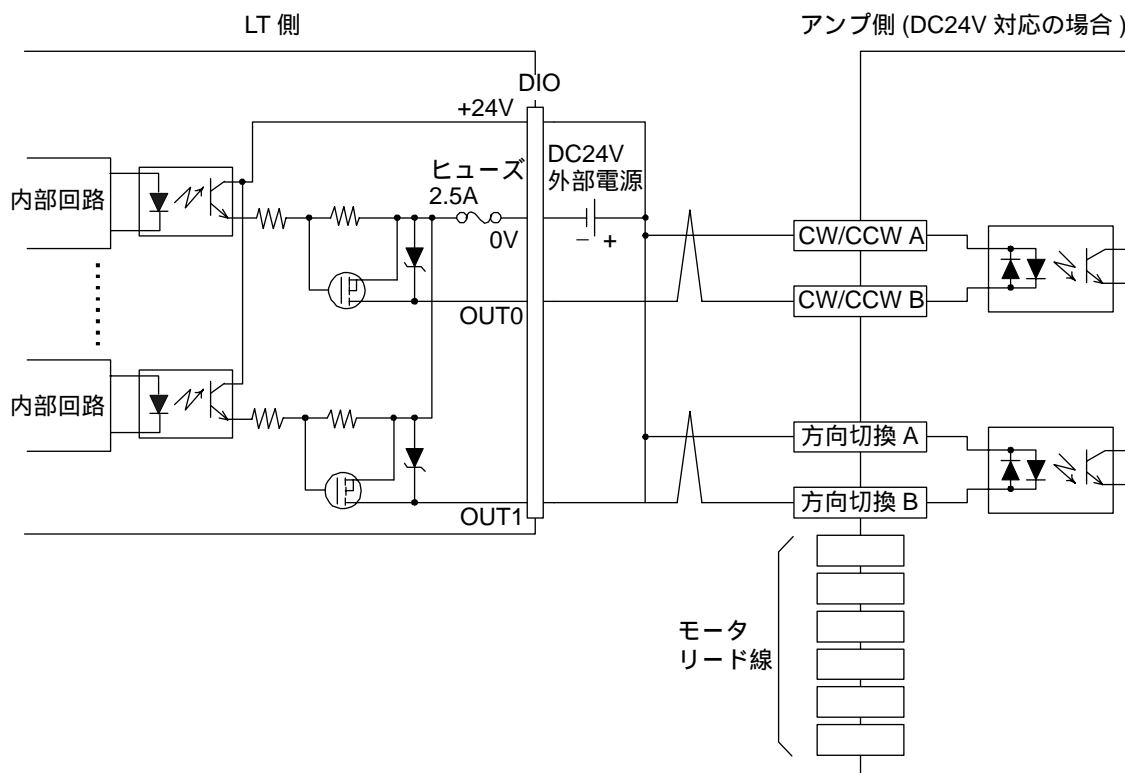 LT 側
アンプ側 (DC24V 対応の場合 )
DIO
+24V
ヒューズ
2.5A
0V
DC24V
外部電源
− +
内部回路
OUT0
CW/CCW A
CW/CCW B
内部回路
OUT1
方向切換 A
方向切換 B
モータ
リード線